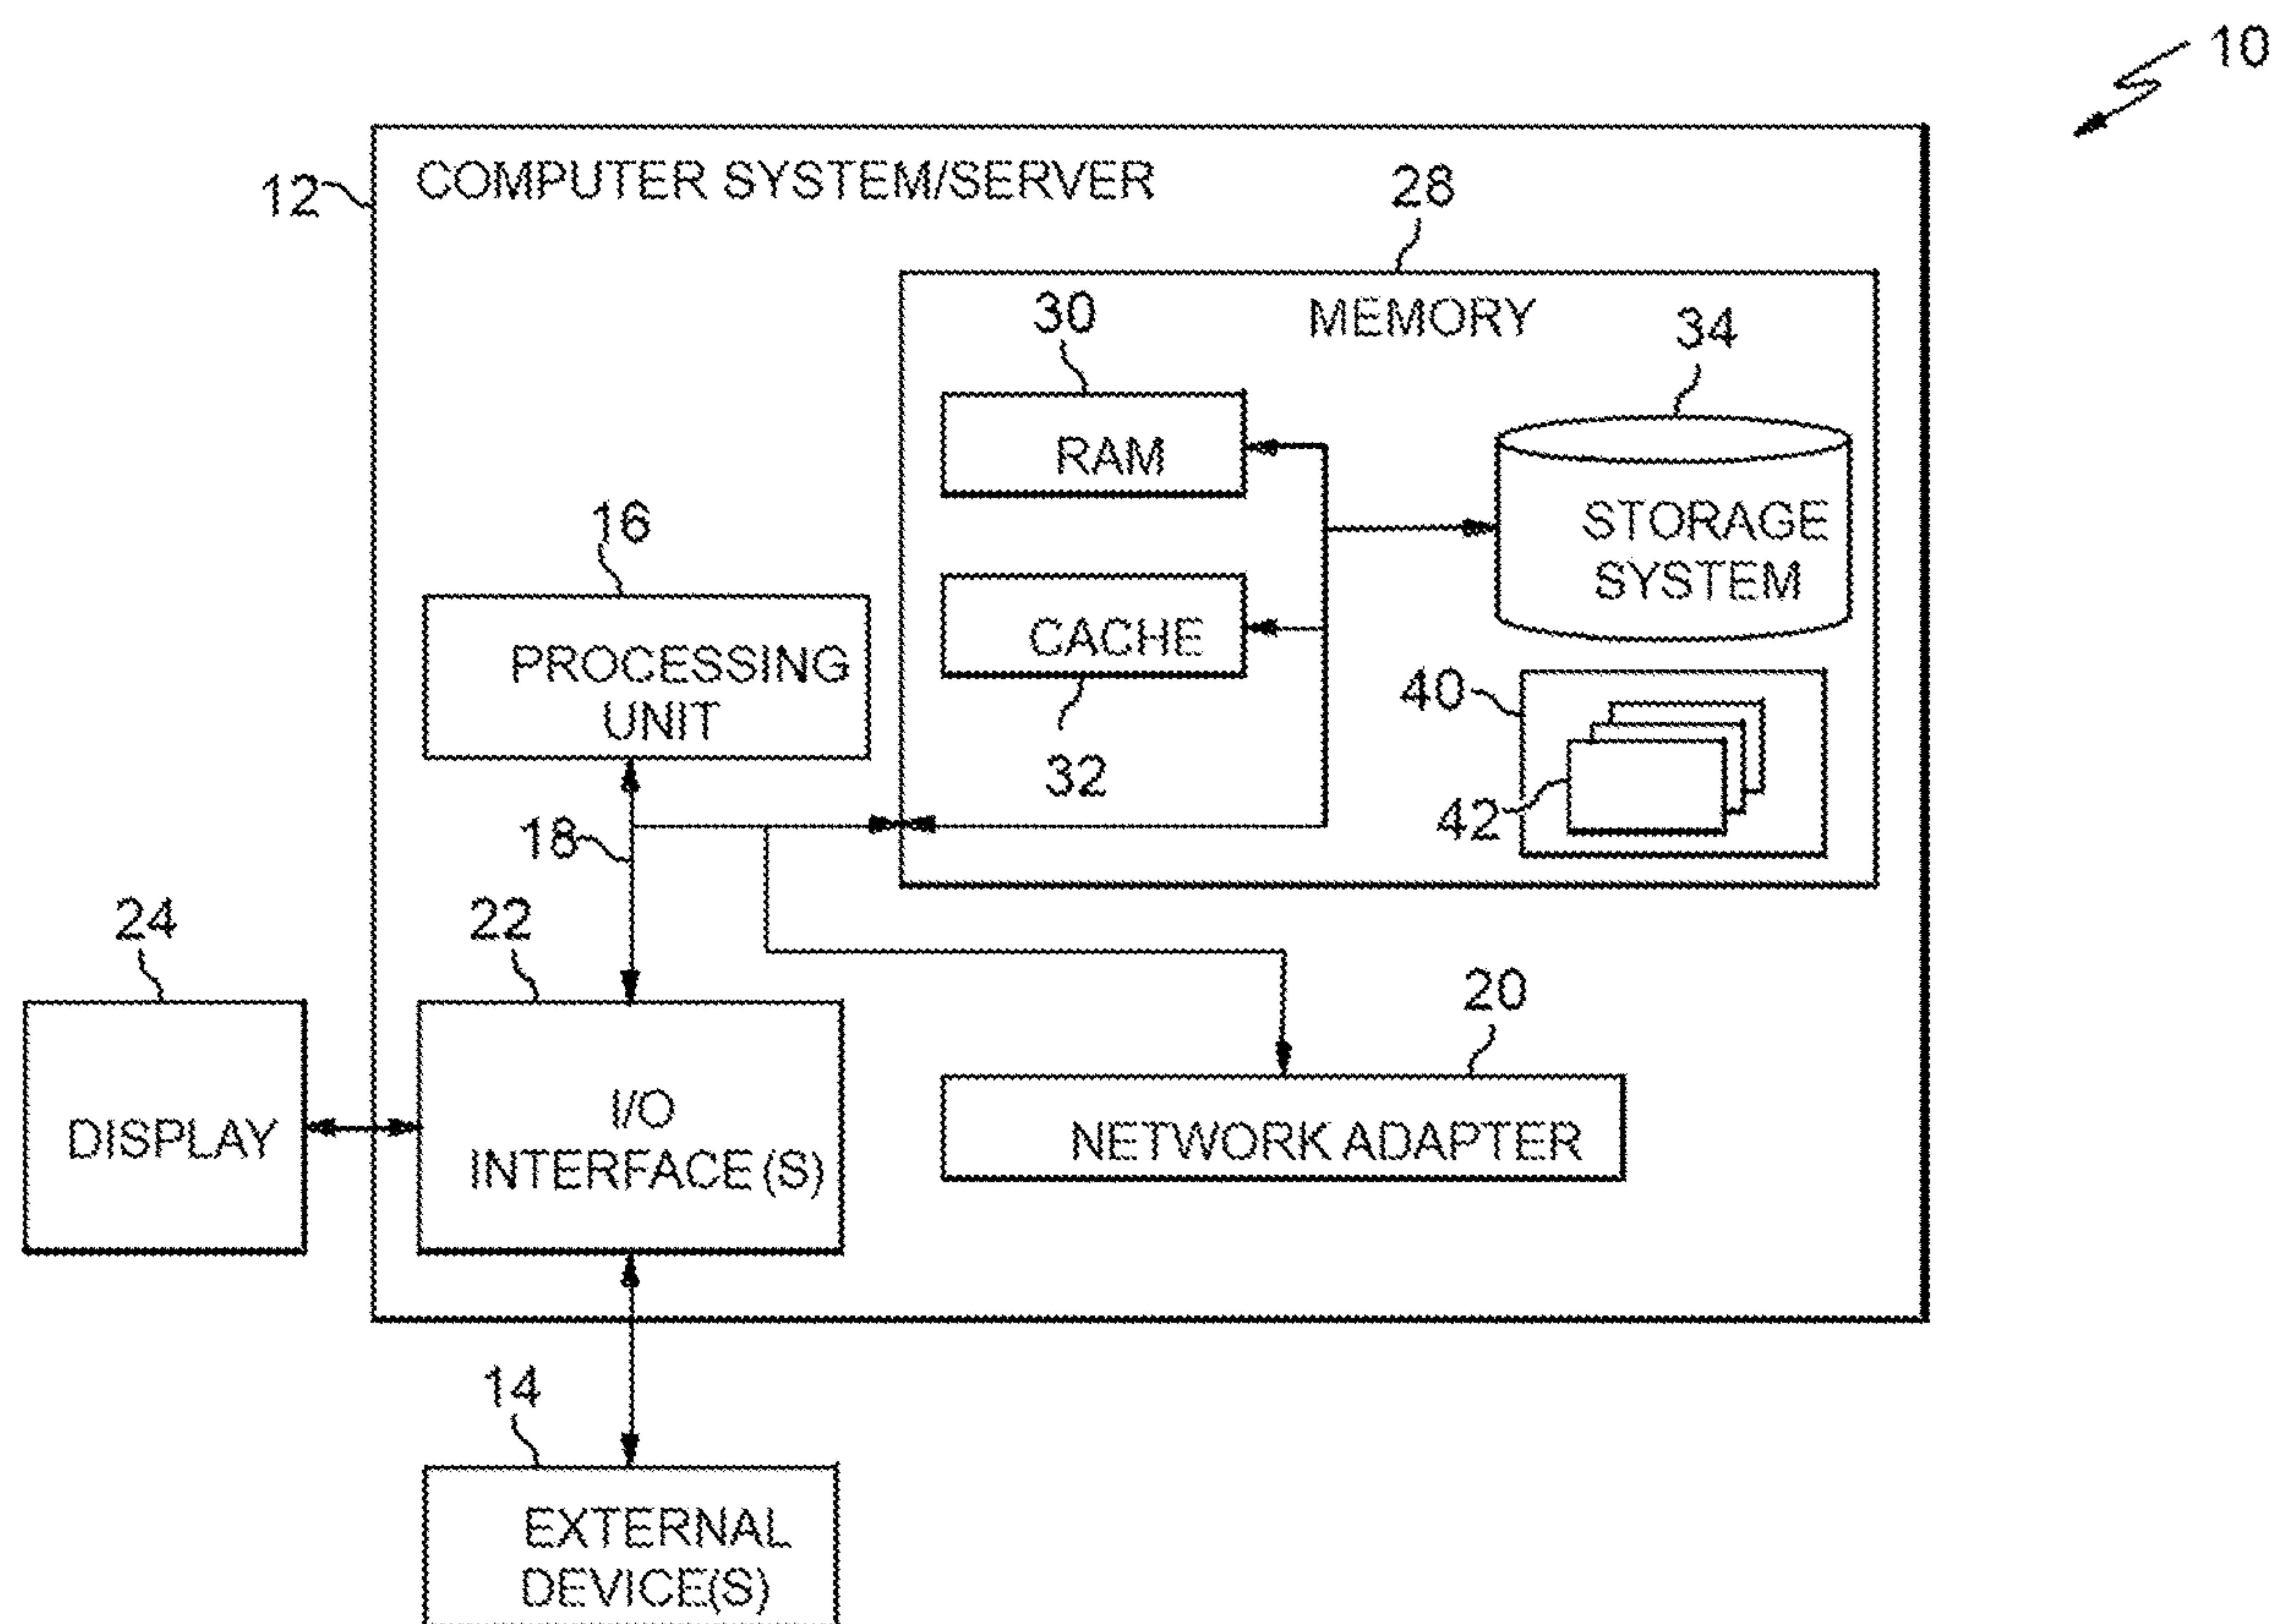 10
12
COMPUTER SYSTEM/SERVER
28
MEMORY
30
34
RAM
STORAGE
SYSTEM
16
CACHE
PROCESSING
UNIT
32
40
42
18
24
22
20
DISPLAY
I/O
INTERFACE(S)
NETWORK ADAPTER
14
EXTERNAL
DEVICE(S)